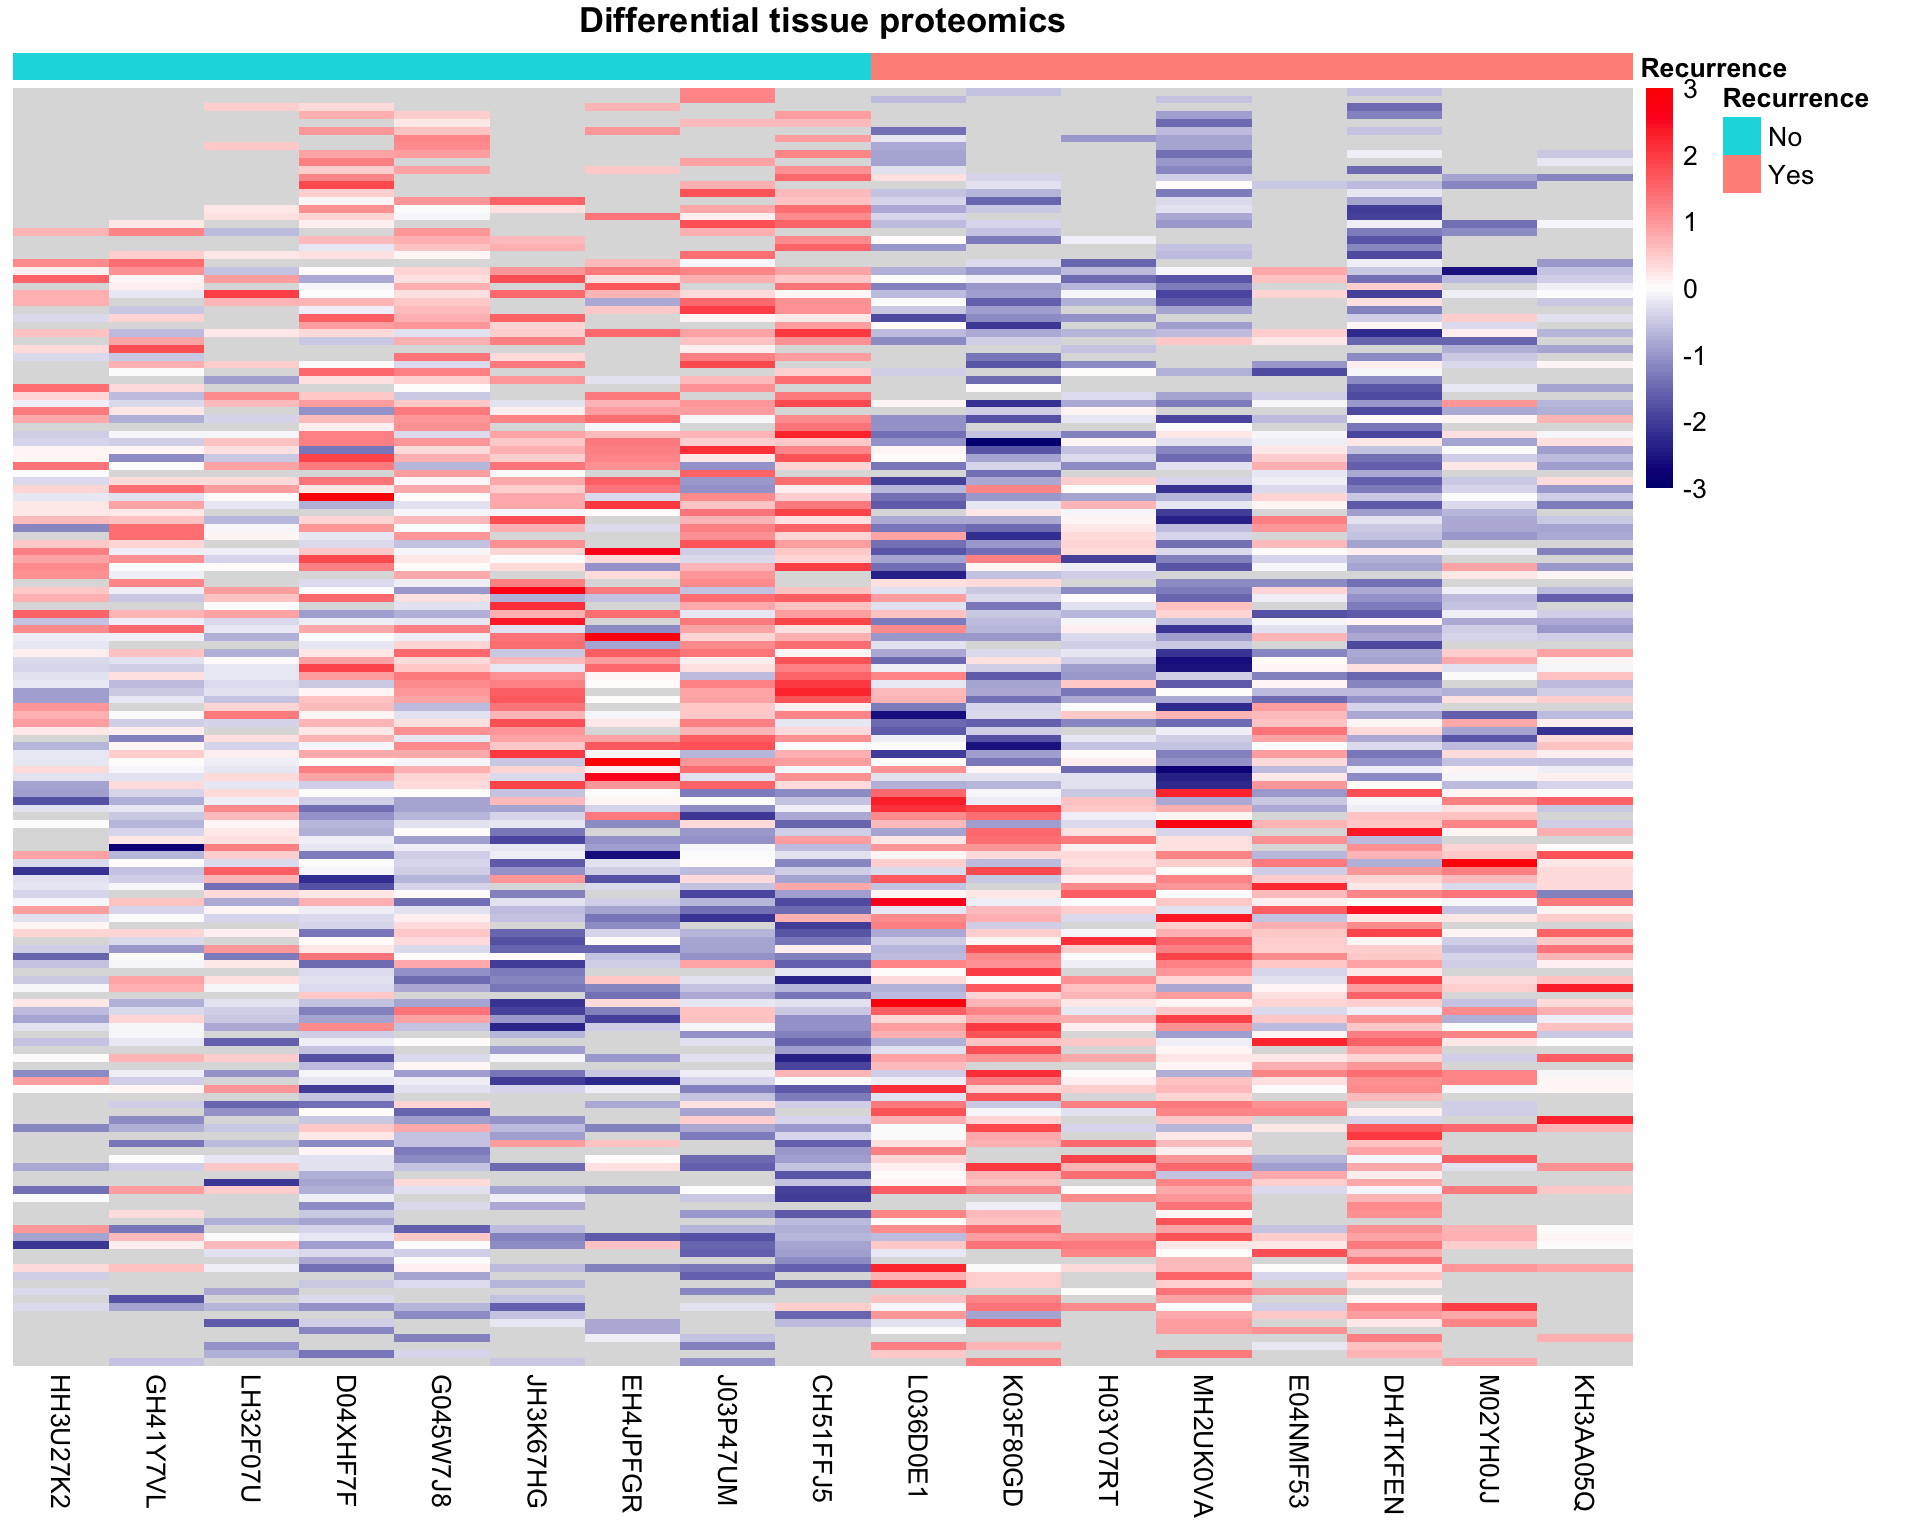 Differential tissue proteomics
Recurrence
3
2
1
0
-1
-2
-3
Recurrence
No
Yes
HH3U27K2
GH41Y7VL
LH32F07U
D04XHF7F
G045W7J8
JH3K67HG
EH4JPFGR
J03P47UM
CH51FFJ5
L036D0E1
K03F80GD
H03Y07RT
MH2UK0VA
E04NMF53
DH4TKFEN
M02YH0JJ
KH3AA05Q